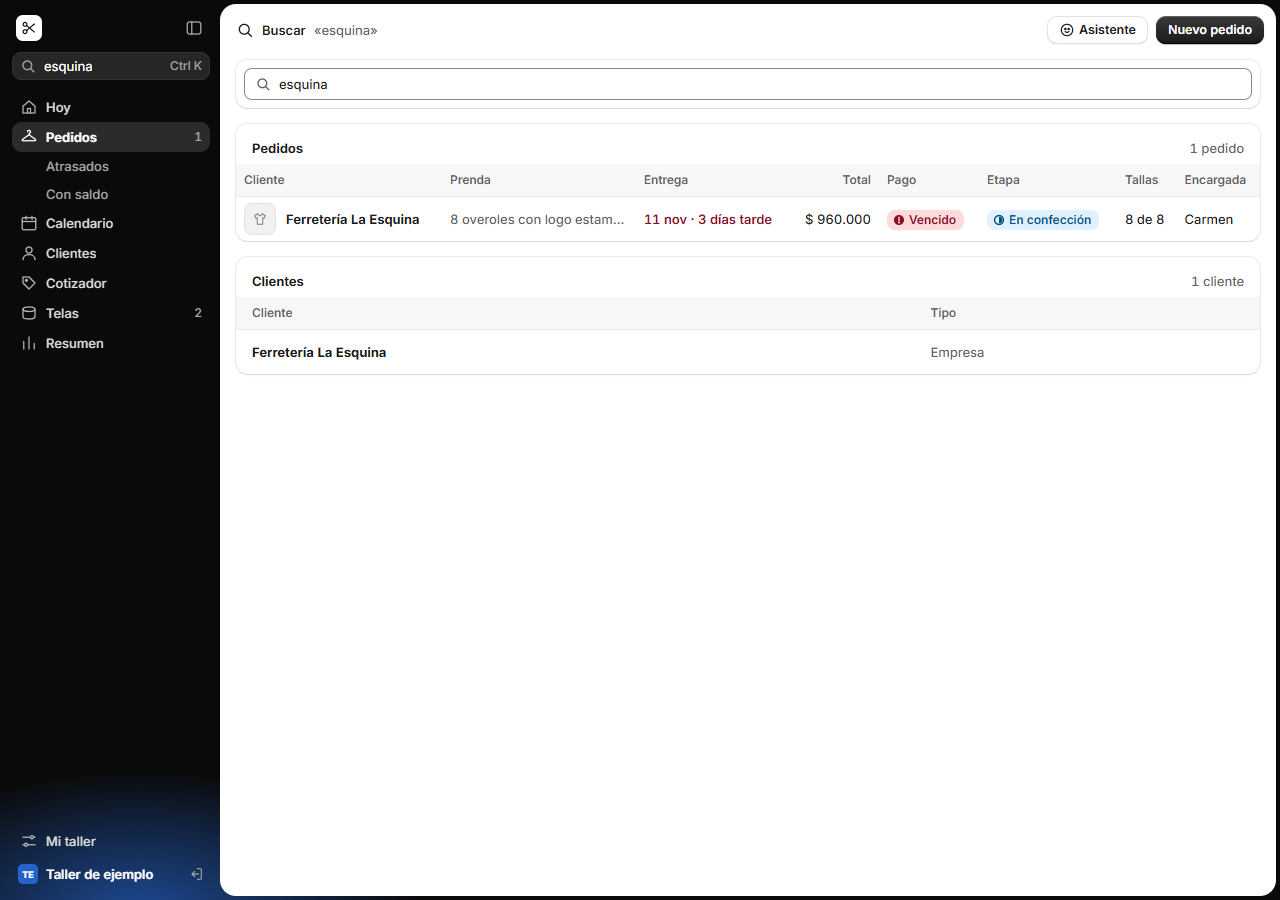 esquina Ctrl K
Hoy
Pedidos 1
Atrasados
Con saldo
Calendario
Clientes
Cotizador
Telas 2
Resumen
Mi taller
TE Taller de ejemplo
Buscar «esquina»
Asistente
Nuevo pedido
esquina
Pedidos 1 pedido
Cliente Prenda Entrega Total Pago Etapa Tallas Encargada
Ferretería La Esquina 8 overoles con logo estam... 11 nov · 3 días tarde $ 960.000 Vencido En confección 8 de 8 Carmen
Clientes 1 cliente
Cliente Tipo
Ferretería La Esquina Empresa